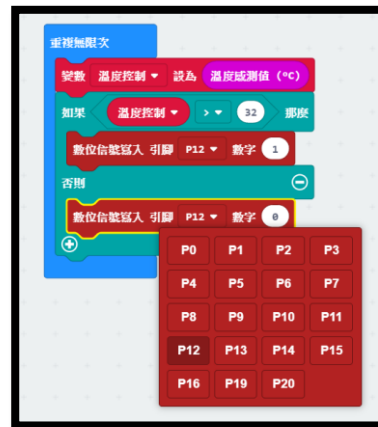 重複無限次
變數 溫度控制 ▼ 設為 溫度感測值 (°C)
如果 溫度控制 ▼ > ▼ 32 那麼
數位信號寫入 引腳 P12 ▼ 數字 1
否則
數位信號寫入 引腳 P12 ▼ 數字 0
P0 P1 P2 P3
P4 P5 P6 P7
P8 P9 P10 P11
P12 P13 P14 P15
P16 P19 P20